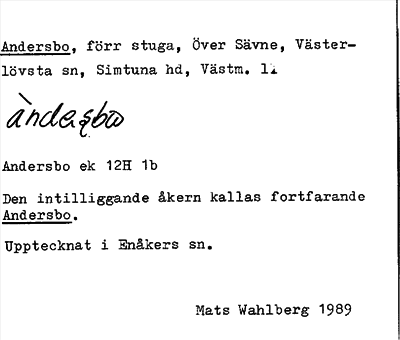 Andersbo, förr stuga, Över Sävne, Väster-
lövsta sn, Simtuna hd, Västm. l:
àndeʂbω
Andersbo ek 12H 1b
Den intilliggande åkern kallas fortfarande
Andersbo.
Upptecknat i Enåkers sn.
Mats Wahlberg 1989